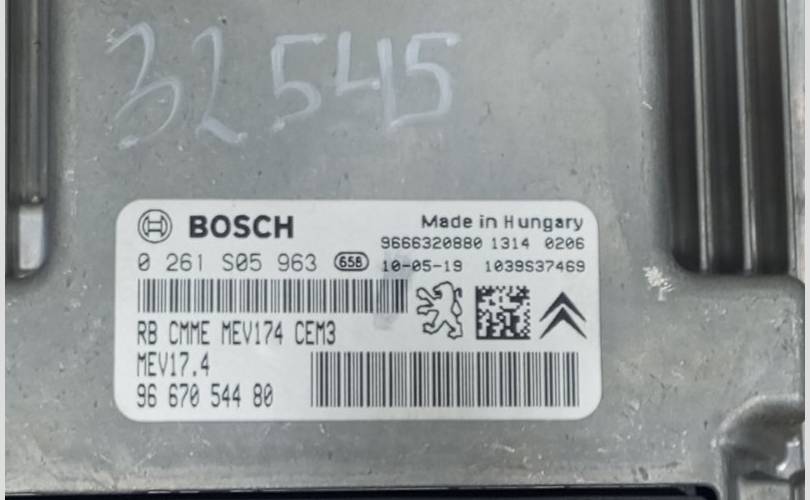 32545
BOSCH
Made in Hungary
9666320880 1314 0206
0 261 S05 963 658
10-05-19 1039S37469
RB CMME MEV174 CEM3
MEV17.4
96 670 544 80